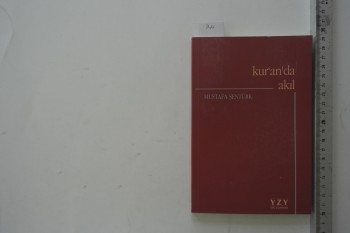 kur'an'da
akıl
MUSTAFA ŞENTÜRK
YZY